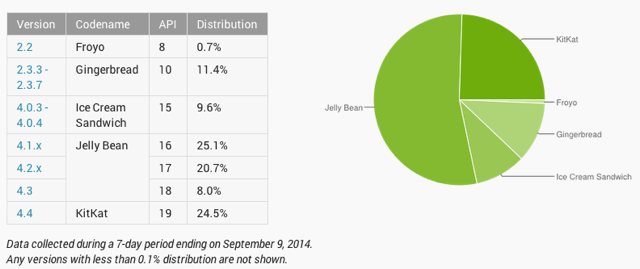 Version Codename API Distribution
2.2 Froyo 8 0.7%
2.3.3 - Gingerbread 10 11.4%
2.3.7
4.0.3 - Ice Cream 15 9.6%
4.0.4 Sandwich
4.1.x Jelly Bean 16 25.1%
4.2.x 17 20.7%
4.3 18 8.0%
4.4 KitKat 19 24.5%
KitKat
Jelly Bean
Froyo
Gingerbread
Ice Cream Sandwich
Data collected during a 7-day period ending on September 9, 2014.
Any versions with less than 0.1% distribution are not shown.